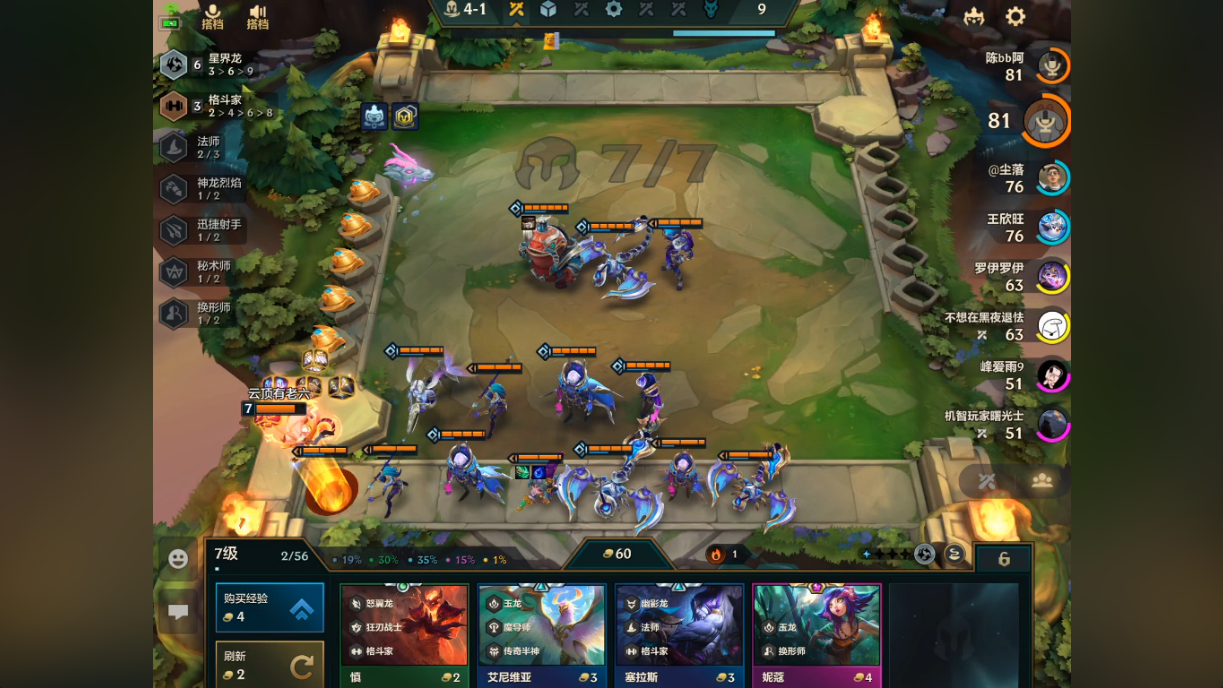 搭档
搭档
4-1
9
6
星界龙
3 > 6 > 9
3
格斗家
2 > 4 > 6 > 8
法师
2 / 3
神龙烈焰
1 / 2
迅捷射手
1 / 2
秘术师
1 / 2
换形师
1 / 2
7/7
陈bb阿
81
81
@尘落
76
王欣旺
76
罗伊罗伊
63
不想在黑夜退怯
63
峰爱雨9
51
机智玩家曙光士
51
云顶有老六
7
7级
2/56
19%
30%
35%
15%
1%
60
1
购买经验
4
刷新
2
怒翼龙
狂刃战士
格斗家
慎
2
玉龙
魔导师
传奇半神
艾尼维亚
3
幽影龙
法师
格斗家
塞拉斯
3
玉龙
换形师
妮蔻
4